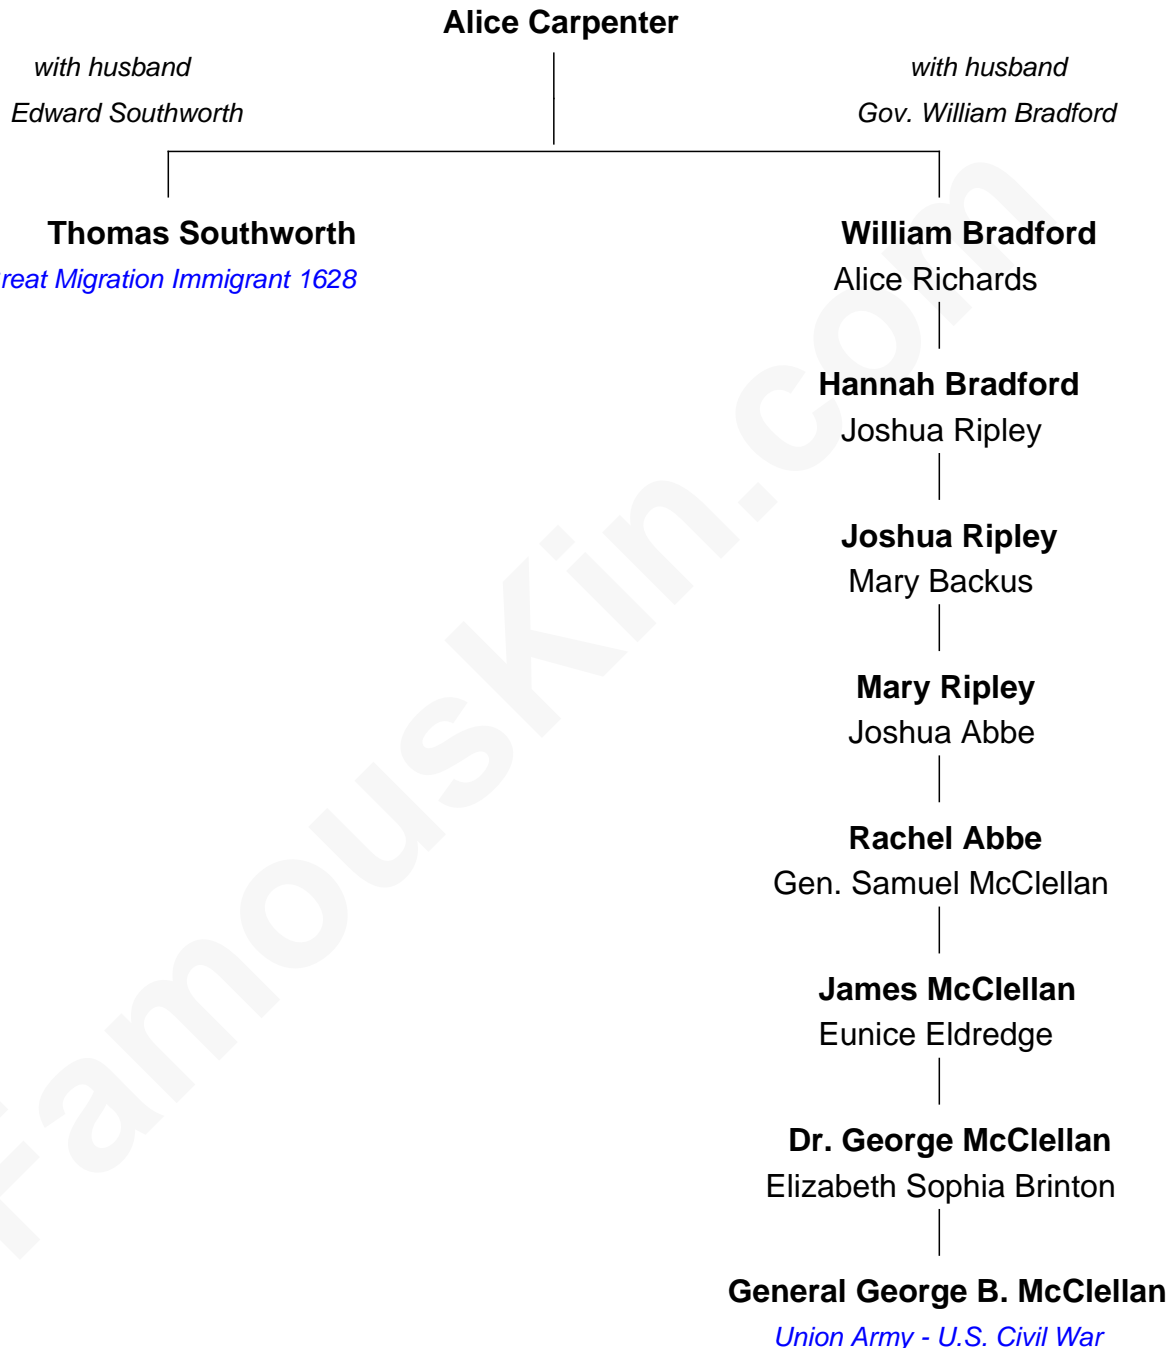 Alice Carpenter
with husband
Edward Southworth
with husband
Gov. William Bradford
Thomas Southworth
Migration Immigrant 1628
William Bradford
Alice Richards
Hannah Bradford
Joshua Ripley
Joshua Ripley
Mary Backus
Mary Ripley
Joshua Abbe
Rachel Abbe
Gen. Samuel McClellan
James McClellan
Eunice Eldredge
Dr. George McClellan
Elizabeth Sophia Brinton
General George B. McClellan
Union Army - U.S. Civil War
FamousKin.com